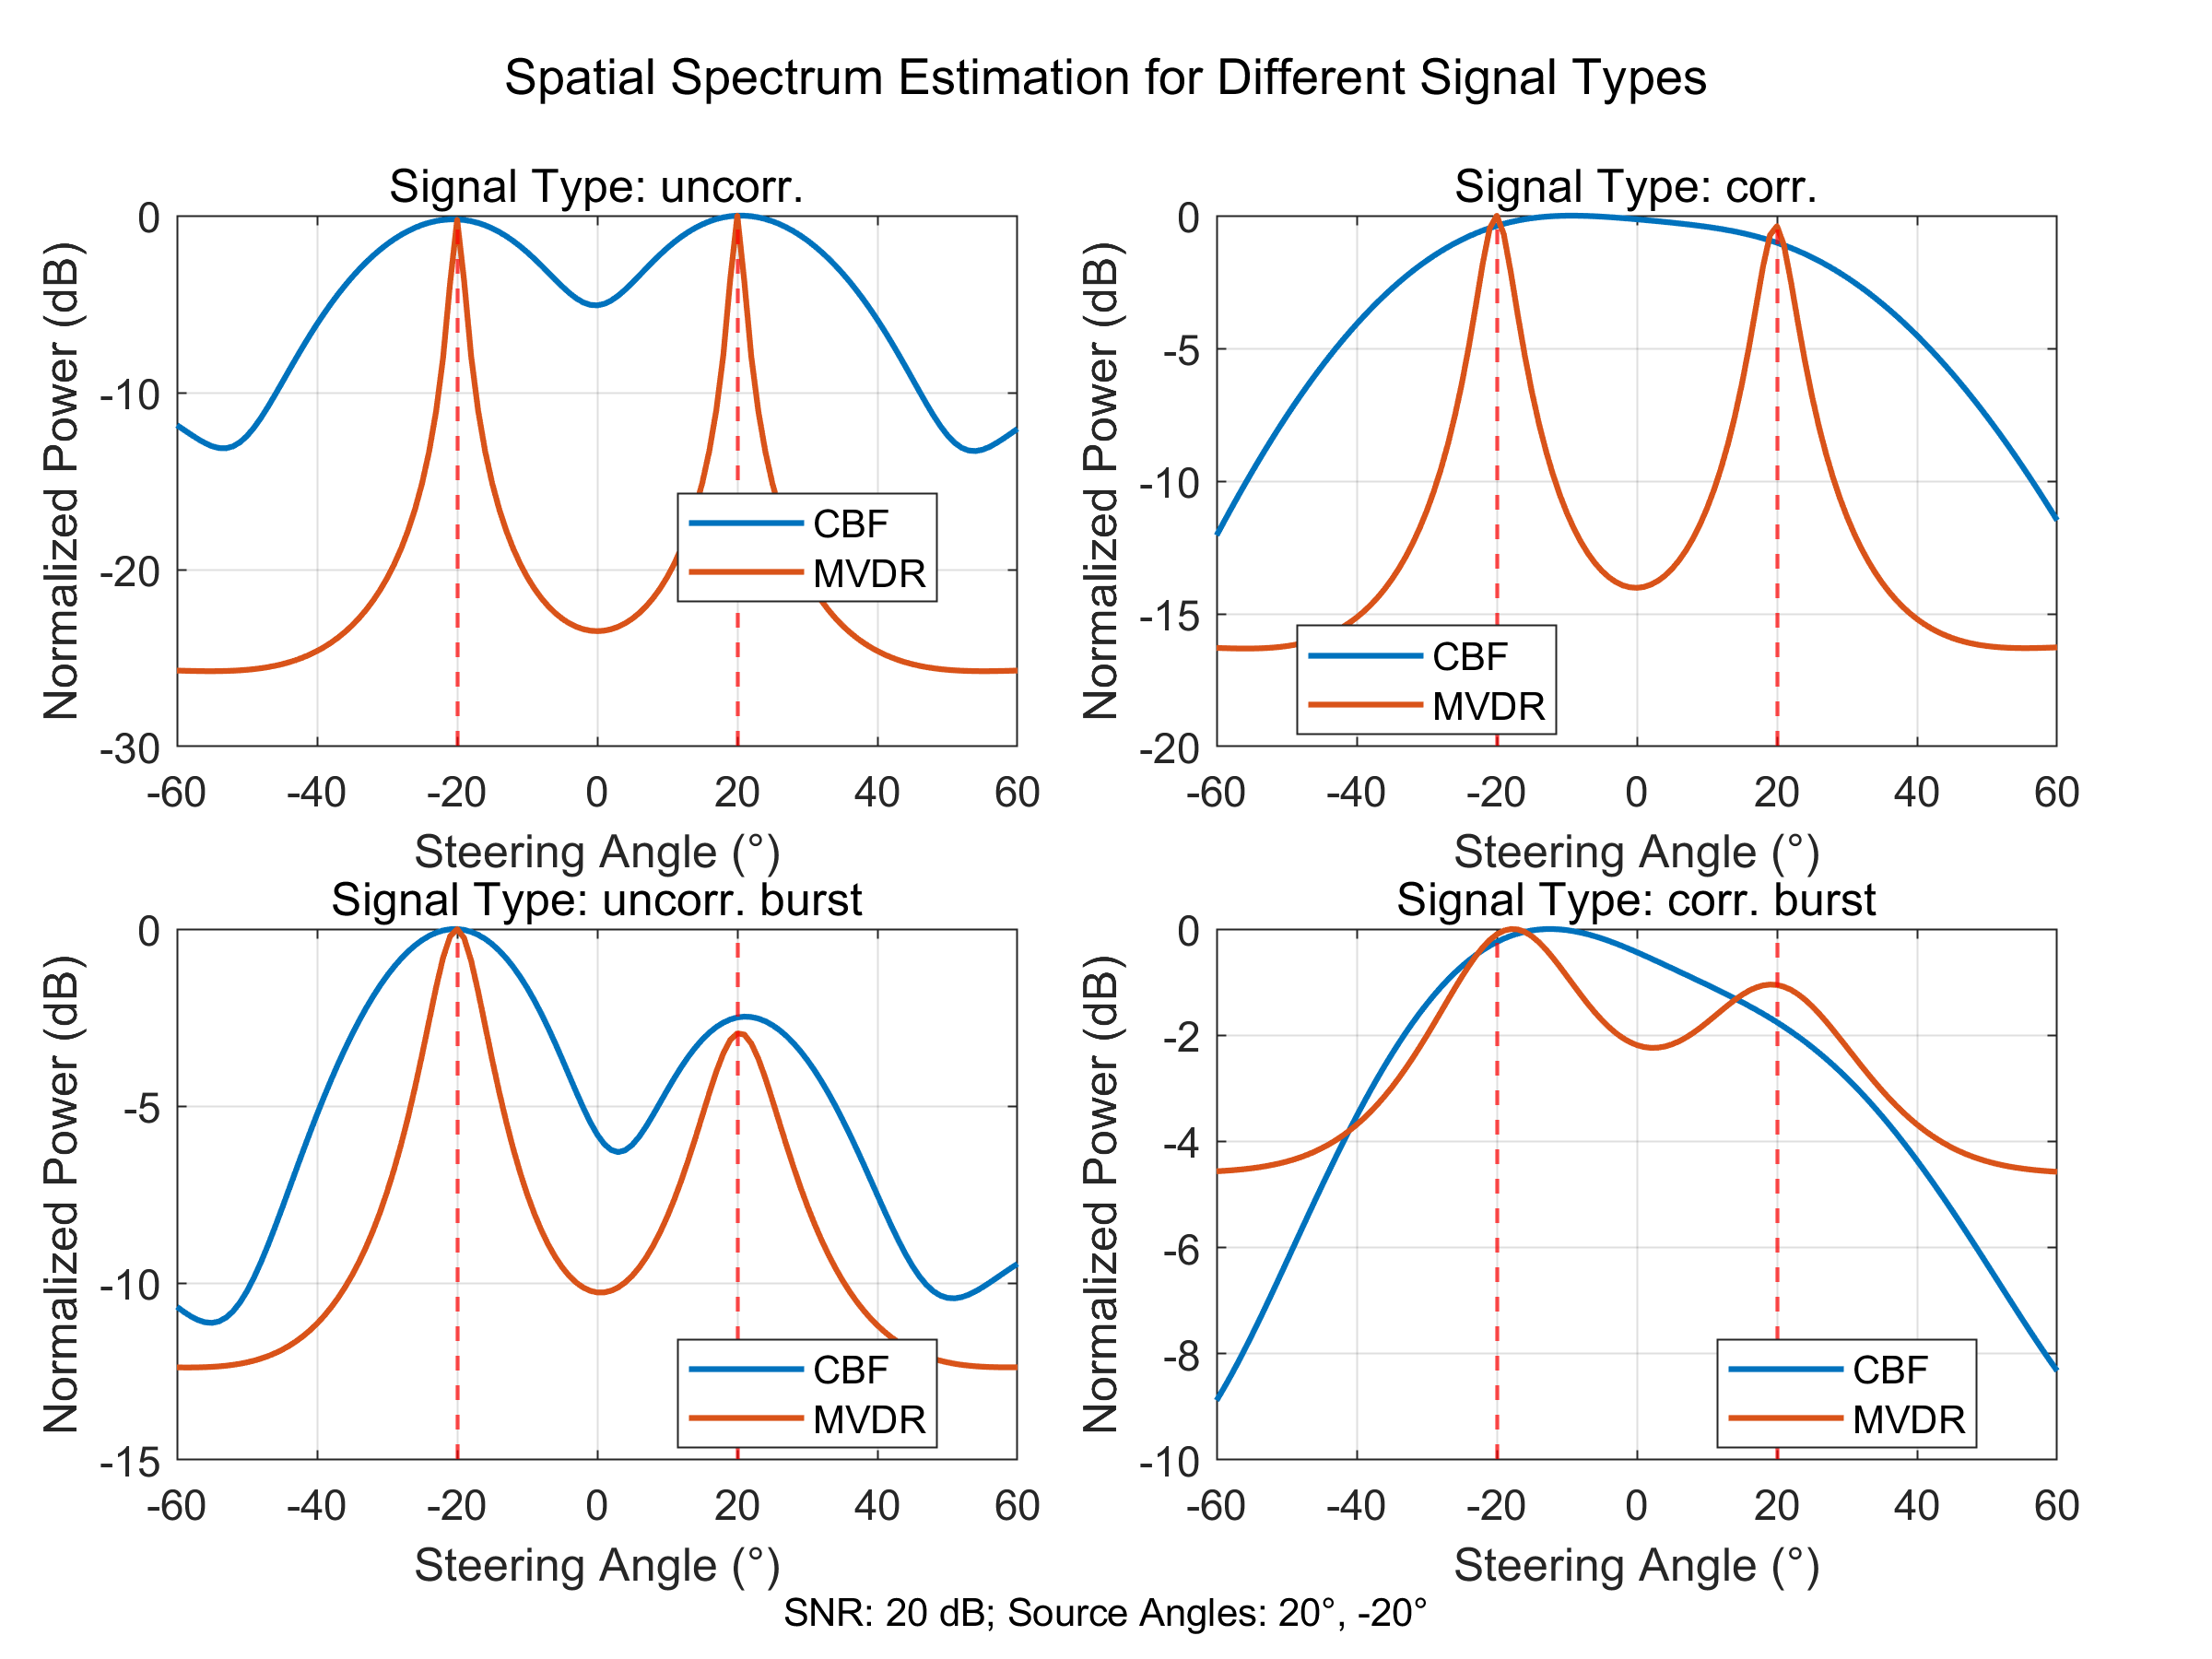 Spatial Spectrum Estimation for Different Signal Types
Signal Type: uncorr.
Normalized Power (dB)
0
-10
-20
-30
-60 -40 -20 0 20 40 60
Steering Angle (°)
CBF
MVDR
Signal Type: corr.
Normalized Power (dB)
0
-5
-10
-15
-20
-60 -40 -20 0 20 40 60
Steering Angle (°)
CBF
MVDR
Signal Type: uncorr. burst
Normalized Power (dB)
0
-5
-10
-15
-60 -40 -20 0 20 40 60
Steering Angle (°)
CBF
MVDR
Signal Type: corr. burst
Normalized Power (dB)
0
-2
-4
-6
-8
-10
-60 -40 -20 0 20 40 60
Steering Angle (°)
CBF
MVDR
SNR: 20 dB; Source Angles: 20°, -20°